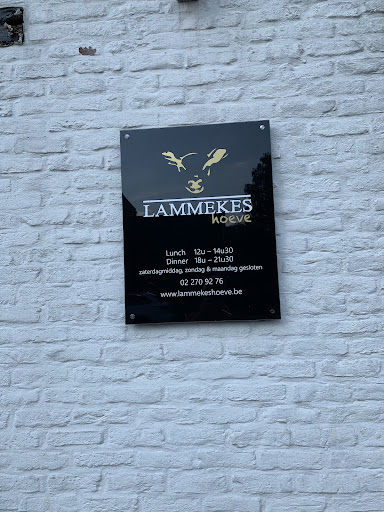 LAMMEKES
hoeve
Lunch 12u – 14u30
Dinner 18u – 21u30
zaterdagmiddag, zondag & maandag gesloten
02 270 92 76
www.lammekeshoeve.be